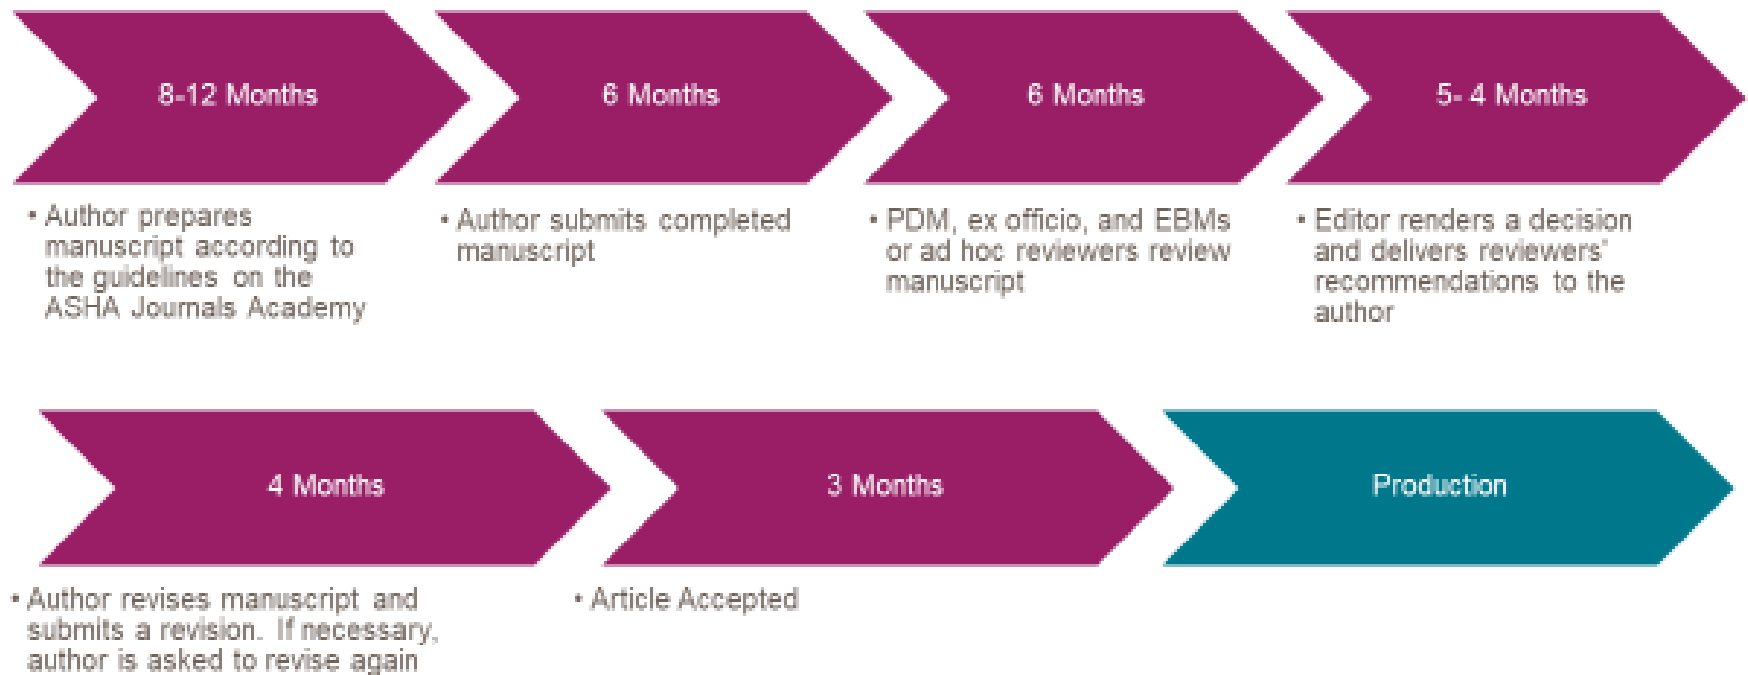 8-12 Months
• Author prepares
manuscript according to
the guidelines on the
ASHA Journals Academy
6 Months
• Author submits completed
manuscript
6 Months
• PDM, ex officio, and EBMs
or ad hoc reviewers review
manuscript
5- 4 Months
• Editor renders a decision
and delivers reviewers'
recommendations to the
author
4 Months
• Author revises manuscript and
submits a revision. If necessary,
author is asked to revise again
3 Months
• Article Accepted
Production